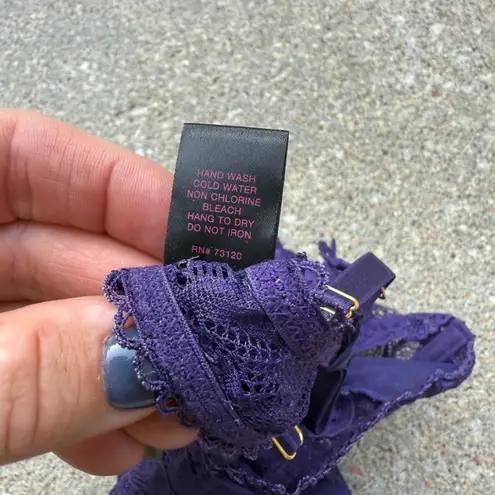 HAND WASH
COLD WATER
NON CHLORINE
BLEACH
HANG TO DRY
DO NOT IRON
RN# 73120